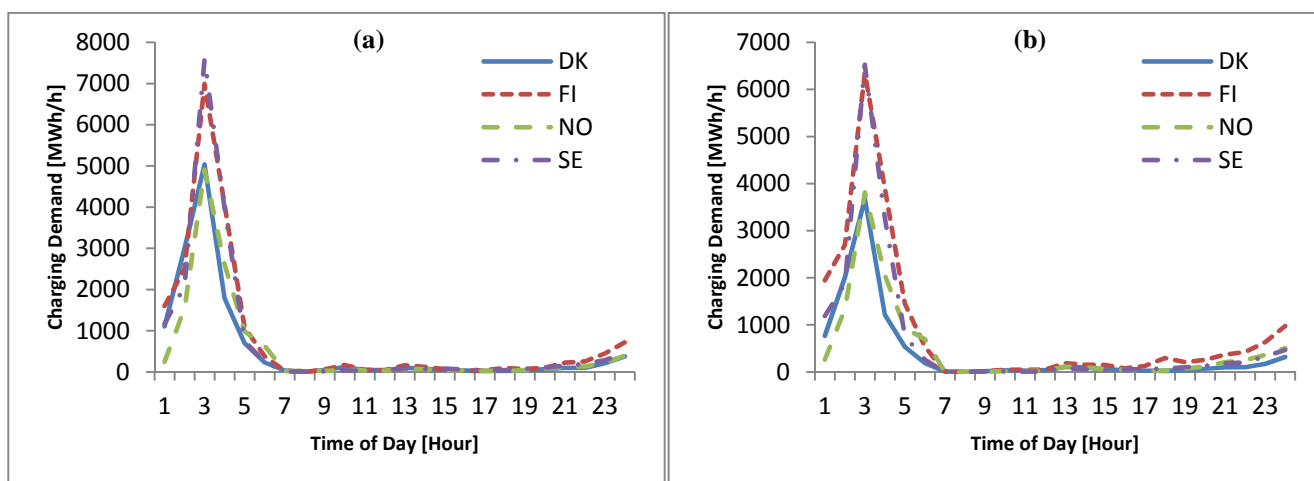 (a)
Charging Demand [MWh/h]
8000
7000
6000
5000
4000
3000
2000
1000
0
DK
FI
NO
SE
1 3 5 7 9 11 13 15 17 19 21 23
Time of Day [Hour]
(b)
Charging Demand [MWh/h]
7000
6000
5000
4000
3000
2000
1000
0
DK
FI
NO
SE
1 3 5 7 9 11 13 15 17 19 21 23
Time of Day [Hour]